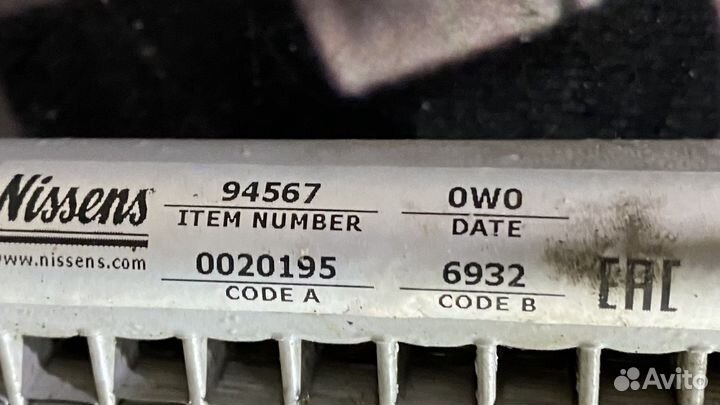 Nissens
www.nissens.com
94567
ITEM NUMBER
0W0
DATE
0020195
CODE A
6932
CODE B
EAC
Avito